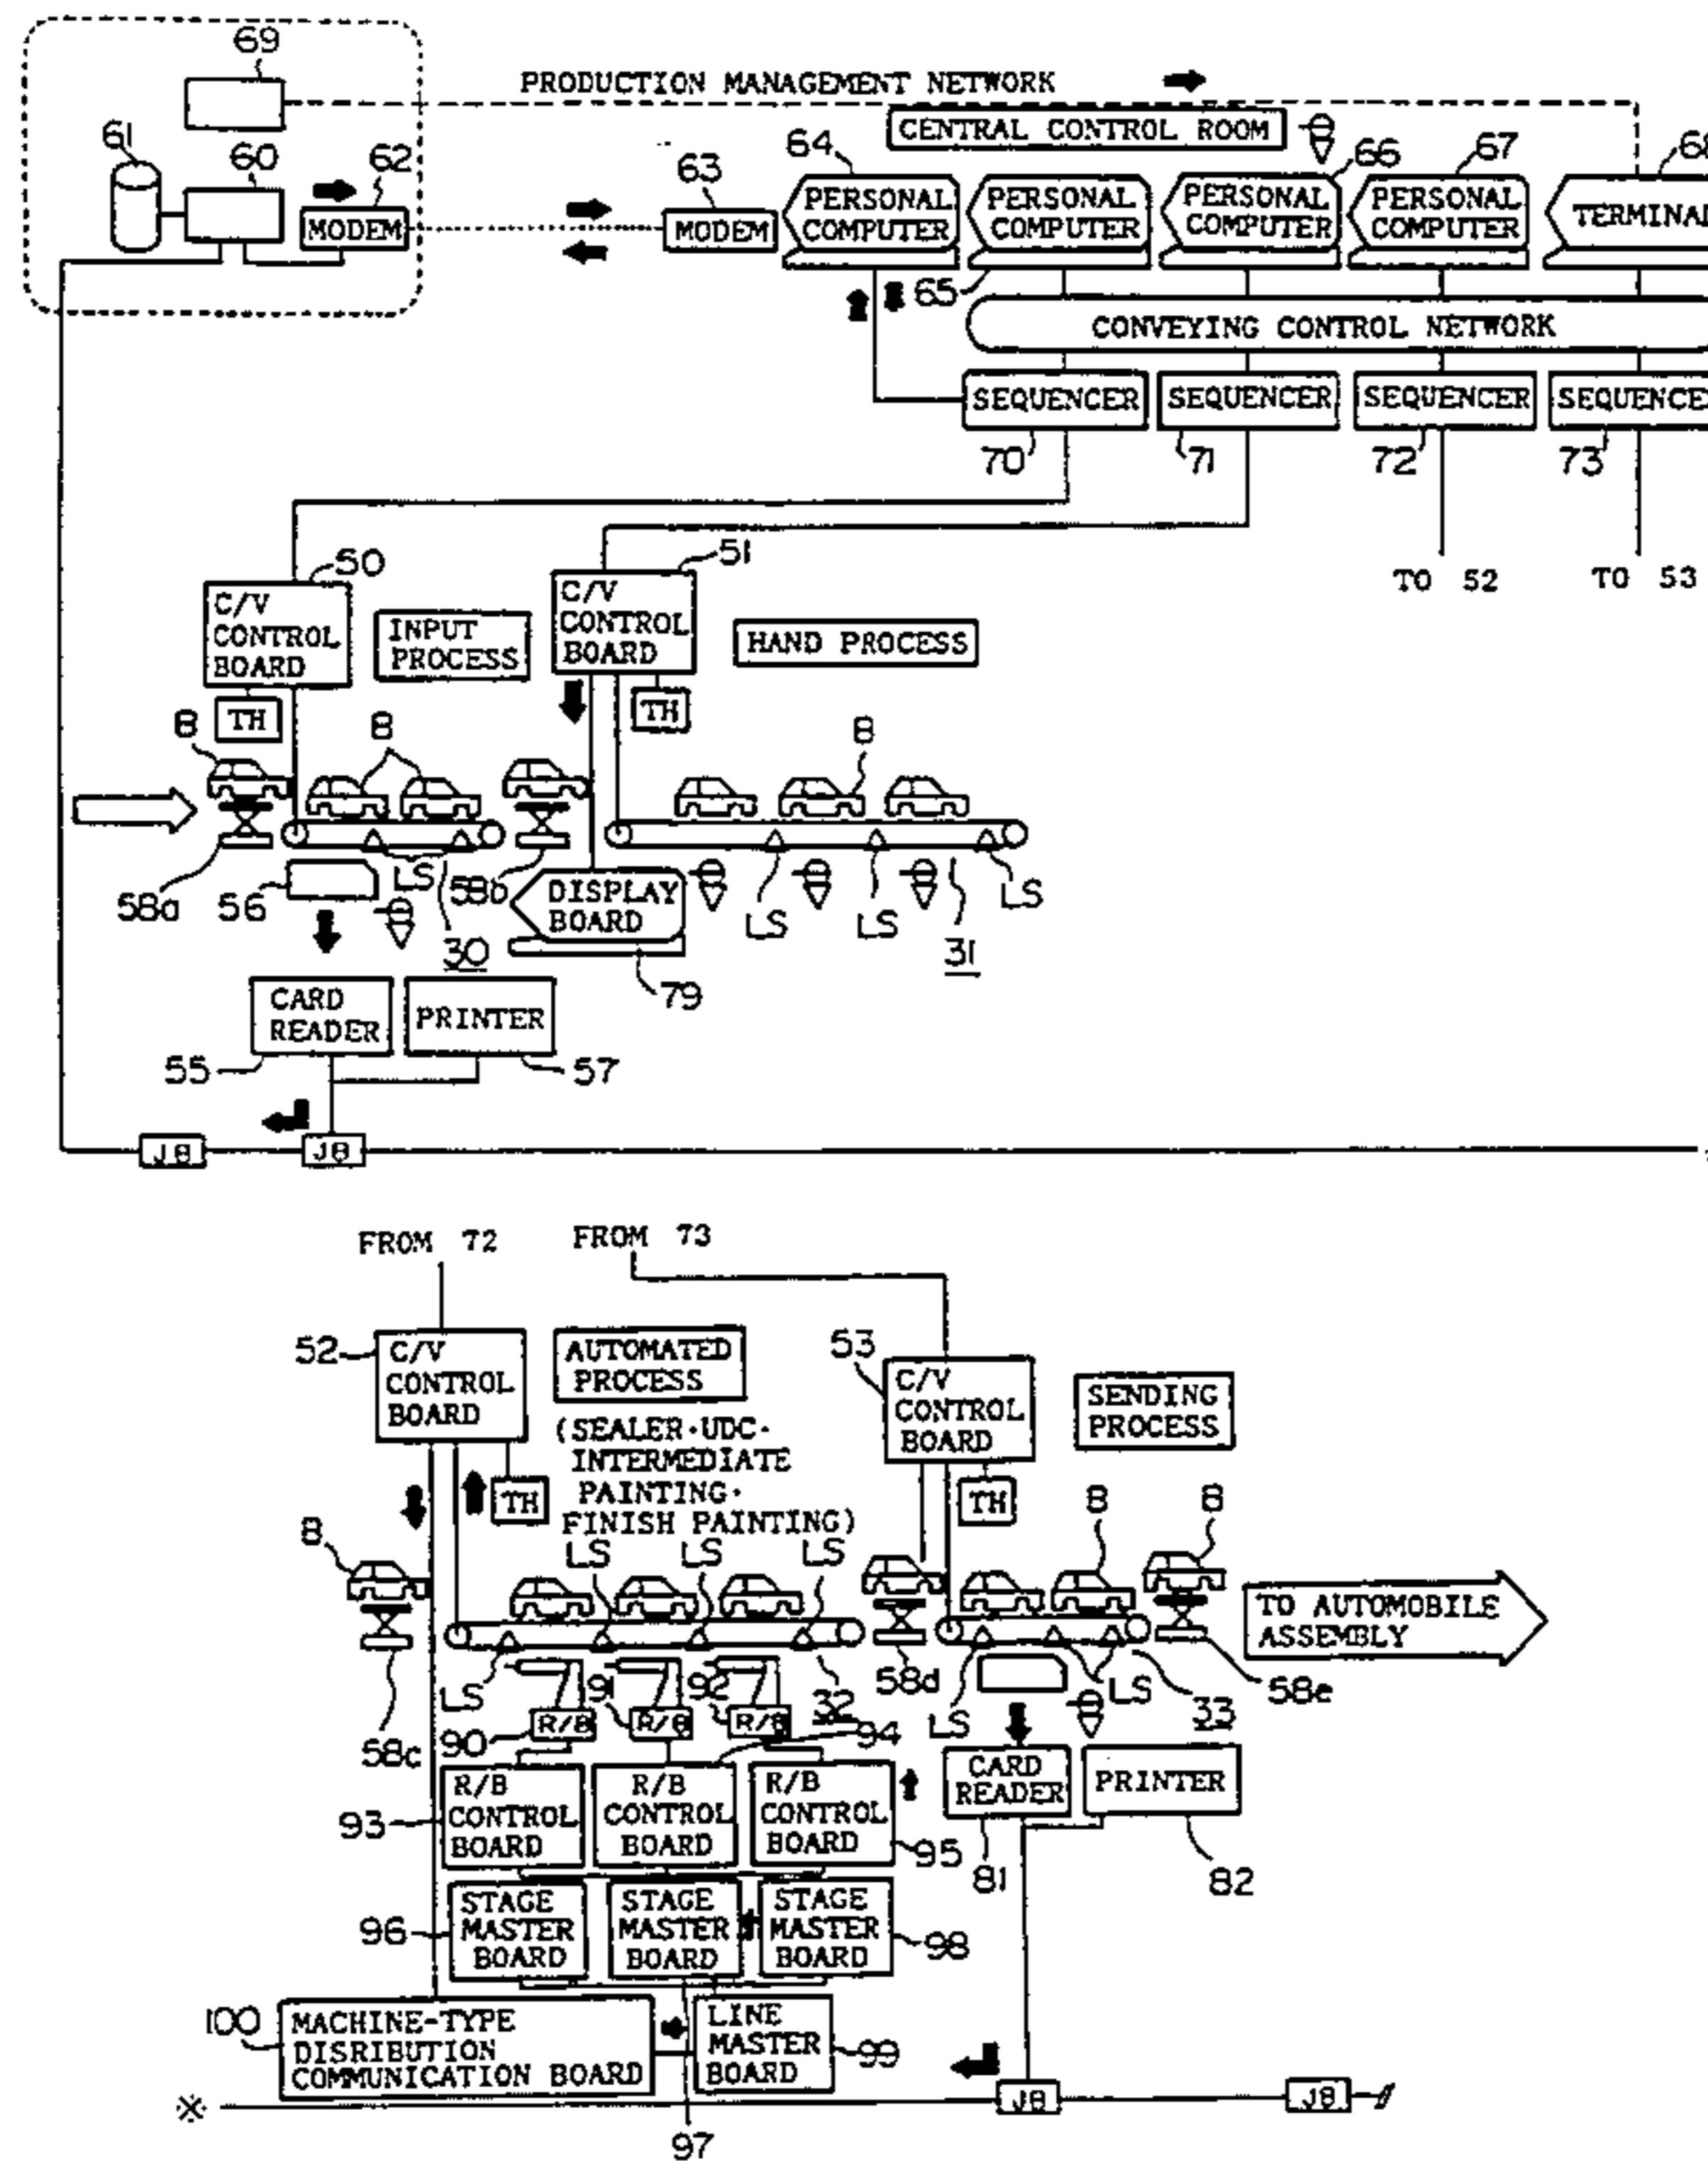 69
PRODUCTION MANAGEMENT NETWORK
CENTRAL CONTROL ROOM
61
60
62
63
64
66
67
MODEM
MODEM
PERSONAL COMPUTER
PERSONAL COMPUTER
PERSONAL COMPUTER
PERSONAL COMPUTER
65
CONVEYING CONTROL NETWORK
SEQUENCER
SEQUENCER
SEQUENCER
70
71
72
73
TO 52
TO 53
50
51
C/V
CONTROL
BOARD
INPUT
PROCESS
C/V
CONTROL
BOARD
HAND PROCESS
TH
TH
8
8
8
58a
56
LS
58b
DISPLAY
BOARD
LS
LS
LS
30
31
79
CARD
READER
PRINTER
55
57
JB
JB
FROM 72
FROM 73
52
C/V
CONTROL
BOARD
AUTOMATED
PROCESS
53
C/V
CONTROL
BOARD
SENDING
PROCESS
(SEALER·UDC·
INTERMEDIATE
PAINTING·
FINISH PAINTING)
TH
TH
8
8
8
LS
LS
LS
TO AUTOMOBILE
ASSEMBLY
58c
LS
90
91
92
32
58d
LS
LS
33
58e
R/B
R/B
R/B
94
R/B
CONTROL
BOARD
R/B
CONTROL
BOARD
R/B
CONTROL
BOARD
93
95
CARD
READER
PRINTER
81
82
STAGE
MASTER
BOARD
STAGE
MASTER
BOARD
STAGE
MASTER
BOARD
96
98
100
MACHINE-TYPE
DISRIBUTION
COMMUNICATION BOARD
LINE
MASTER
BOARD
99
※
JB
JB
97